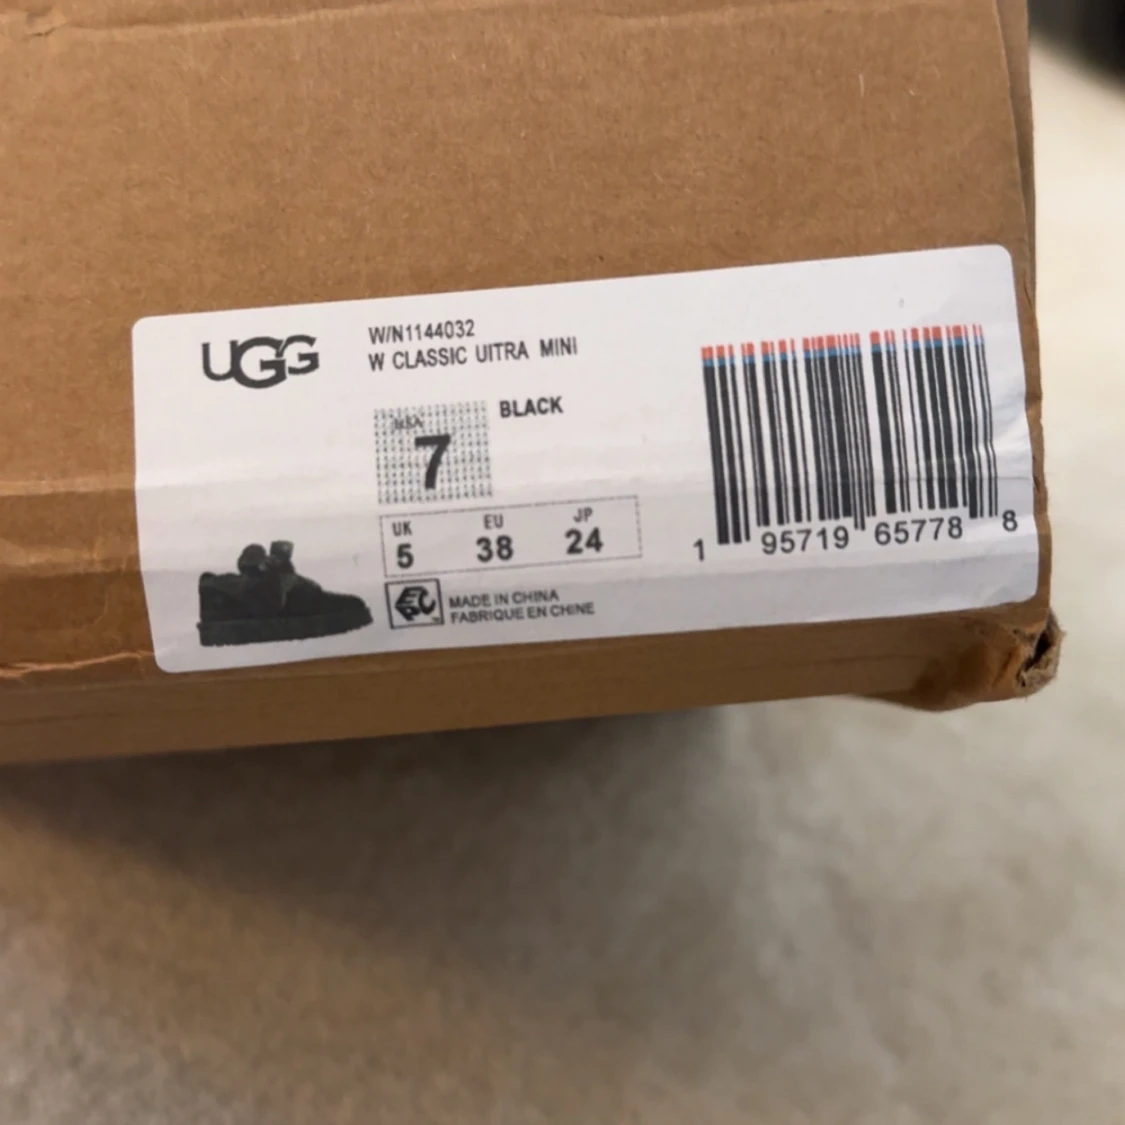 UGG
W/N1144032
W CLASSIC UITRA MINI
BLACK
7
UK EU JP
5 38 24
MADE IN CHINA
FABRIQUE EN CHINE
1 95719 65778 8